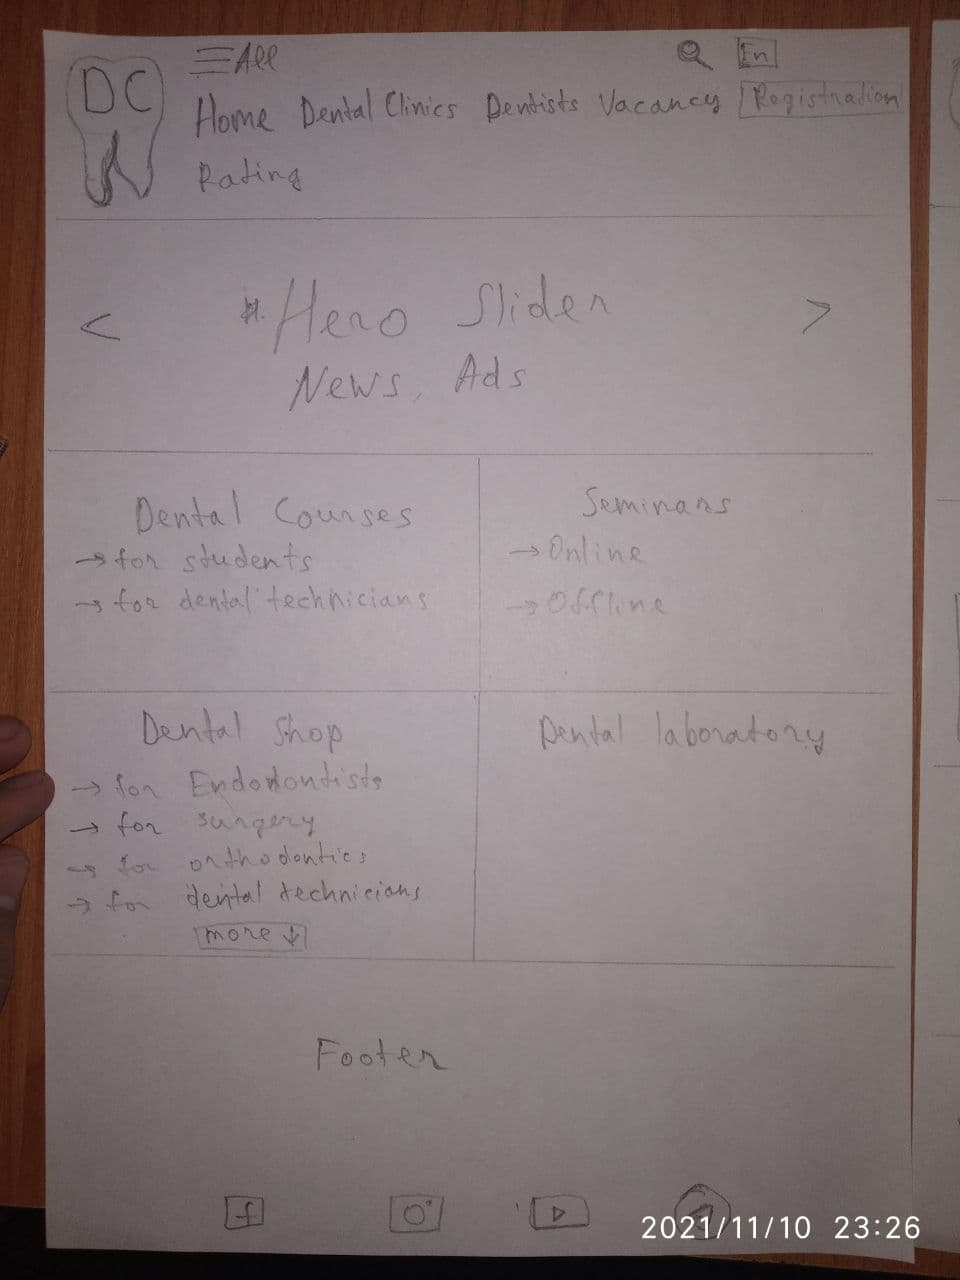 DC
All
En
Home Dental Clinics Dentists Vacancy Registration
Rating
< >
Hero Slider
News, Ads
Dental Courses
→ for students
→ for dental technicians
Seminars
→ Online
→ Offline
Dental Shop
→ for Endodontists
→ for surgery
→ for orthodontics
→ for dental technicians
more ↓
Dental laboratory
Footer
f
2021/11/10 23:26